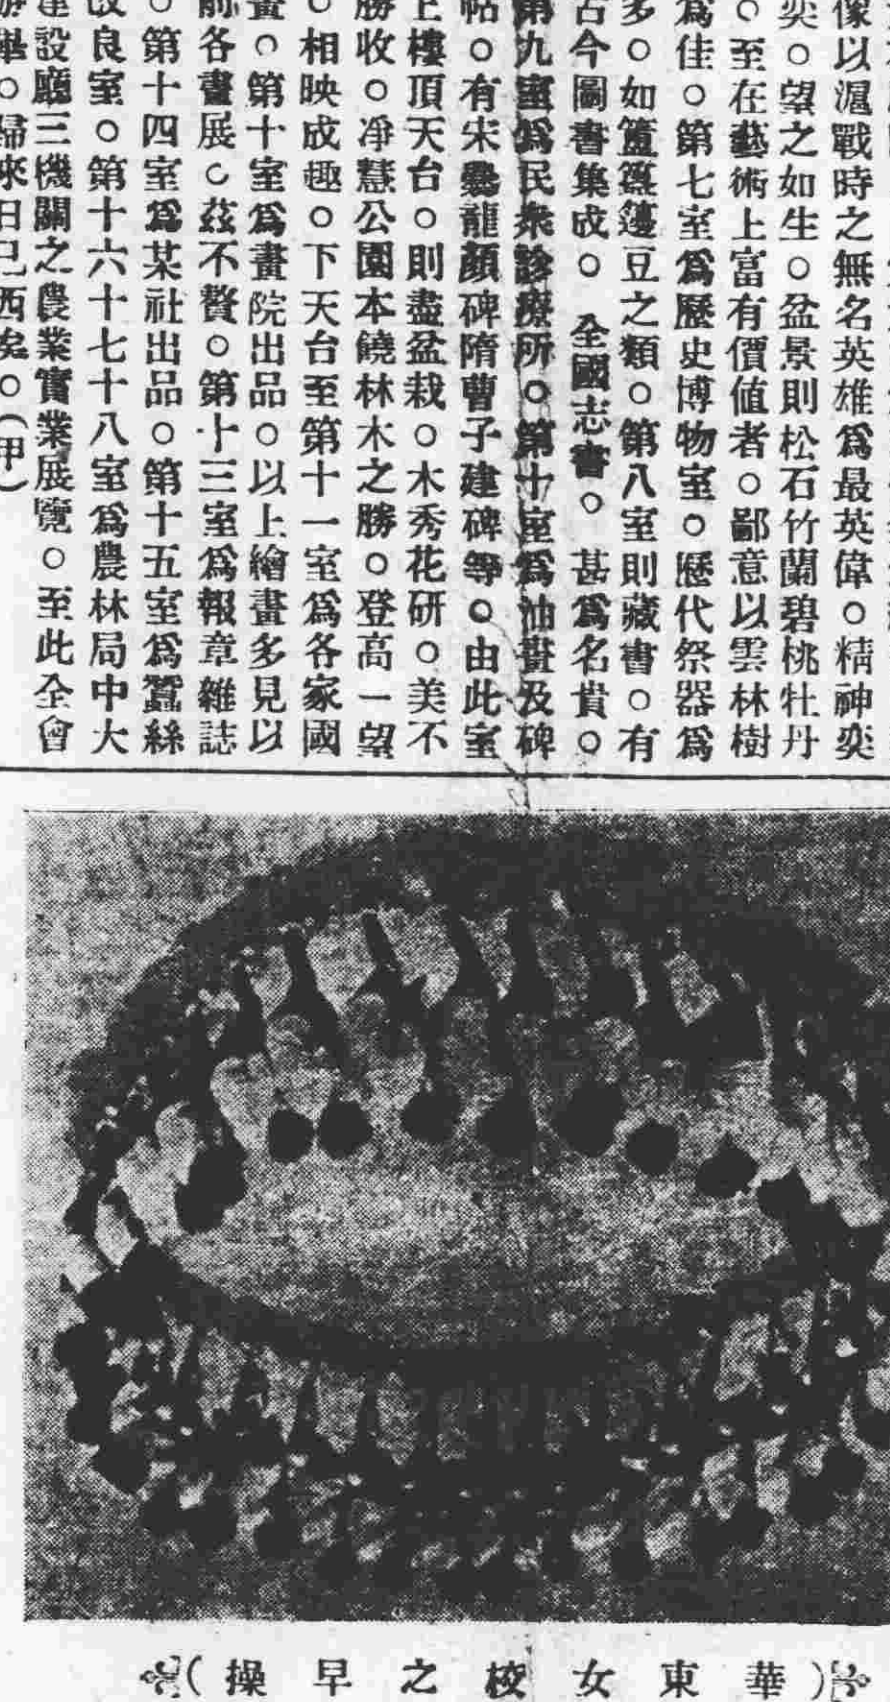 像以滬戰時之無名英雄爲最英偉。精神奕
奕。望之如生。盆景則松石竹蘭碧桃牡丹
。至在藝術上富有價值者。鄙意以雲林樹
爲佳。第七室爲歷史博物室。歷代祭器爲
多。如簠簋籩豆之類。第八室則藏書。有
古今圖書集成。全國志書。甚爲名貴。
第九室爲民衆診療所。第十室爲油畫及碑
帖。有宋爨龍顏碑隋曹子建碑等。由此室
上樓頂天台。則盡盆栽。木秀花研。美不
勝收。净慧公園本饒林木之勝。登高一望
。相映成趣。下天台至第十一室爲各家國
畫。第十室爲畫院出品。以上繪畫多見以
前各畫展。茲不贅。第十三室爲報章雜誌
。第十四室爲某社出品。第十五室爲蠶絲
改良室。第十六十七十八室爲農林局中大
建設廳三機關之農業實業展覽。至此全會
游畢。歸來日已西矣。(甲)
(華東女校之早操)